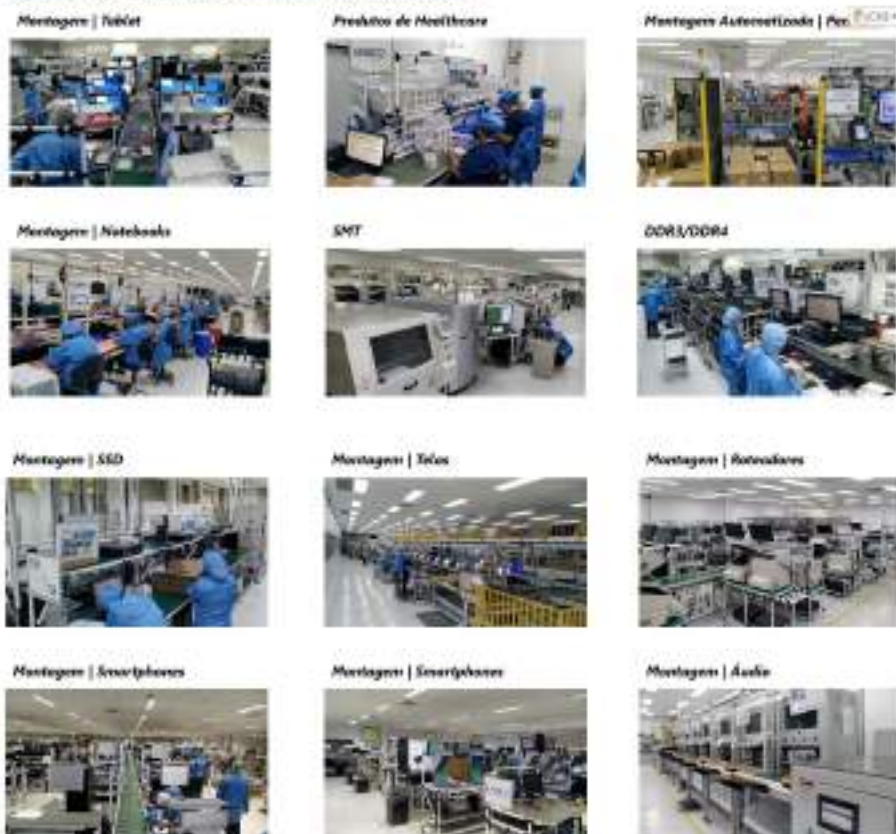 Montagem | Tablet
Produtos de Healthcare
Montagem Automatizada |
Montagem | Notebooks
SMT
DDR3/DDR4
Montagem | SSD
Montagem | Telas
Montagem | Roteadores
Montagem | Smartphones
Montagem | Smartphones
Montagem | Áudio